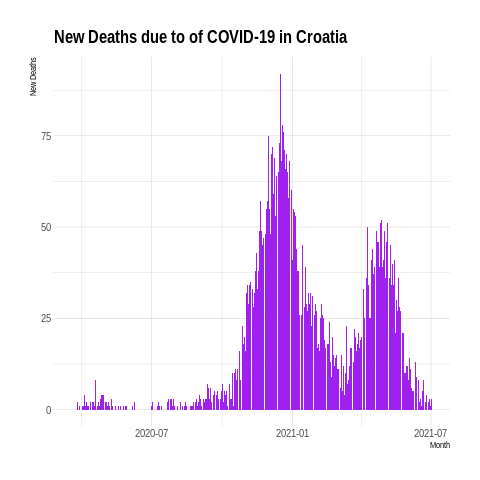 New Deaths due to of COVID-19 in Croatia
New Deaths
75
50
25
0
2020-07
2021-01
2021-07
Month